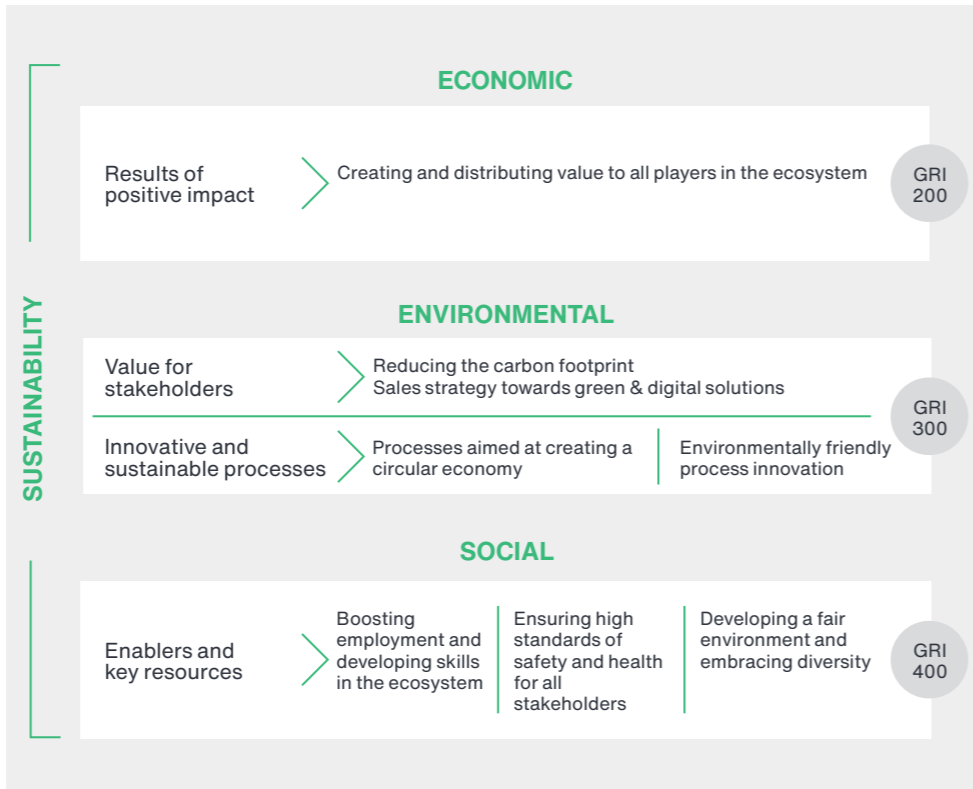 SUSTAINABILITY
ECONOMIC
Results of
positive impact
Creating and distributing value to all players in the ecosystem
GRI
200
ENVIRONMENTAL
Value for
stakeholders
Reducing the carbon footprint
Sales strategy towards green & digital solutions
Innovative and
sustainable processes
Processes aimed at creating a
circular economy
Environmentally friendly
process innovation
GRI
300
SOCIAL
Enablers and
key resources
Boosting
employment and
developing skills
in the ecosystem
Ensuring high
standards of
safety and health
for all
stakeholders
Developing a fair
environment and
embracing diversity
GRI
400